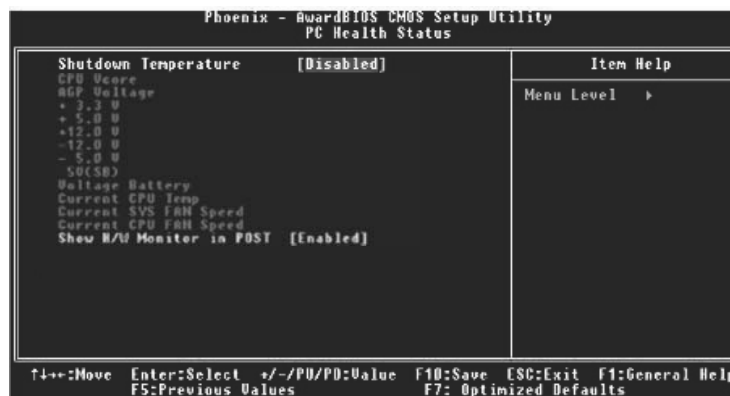 Phoenix - AwardBIOS CMOS Setup Utility
PC Health Status
Shutdown Temperature [Disabled]
Item Help
CPU Vcore
AGP Voltage
Menu Level ▸
+ 3.3 V
+ 5.0 V
+12.0 V
-12.0 V
- 5.0 V
5V(SB)
Voltage Battery
Current CPU Temp
Current SYS FAN Speed
Current CPU FAN Speed
Show H/W Monitor in POST [Enabled]
↑↓→←:Move Enter:Select +/-/PU/PD:Value F10:Save ESC:Exit F1:General Help
F5:Previous Values F7: Optimized Defaults